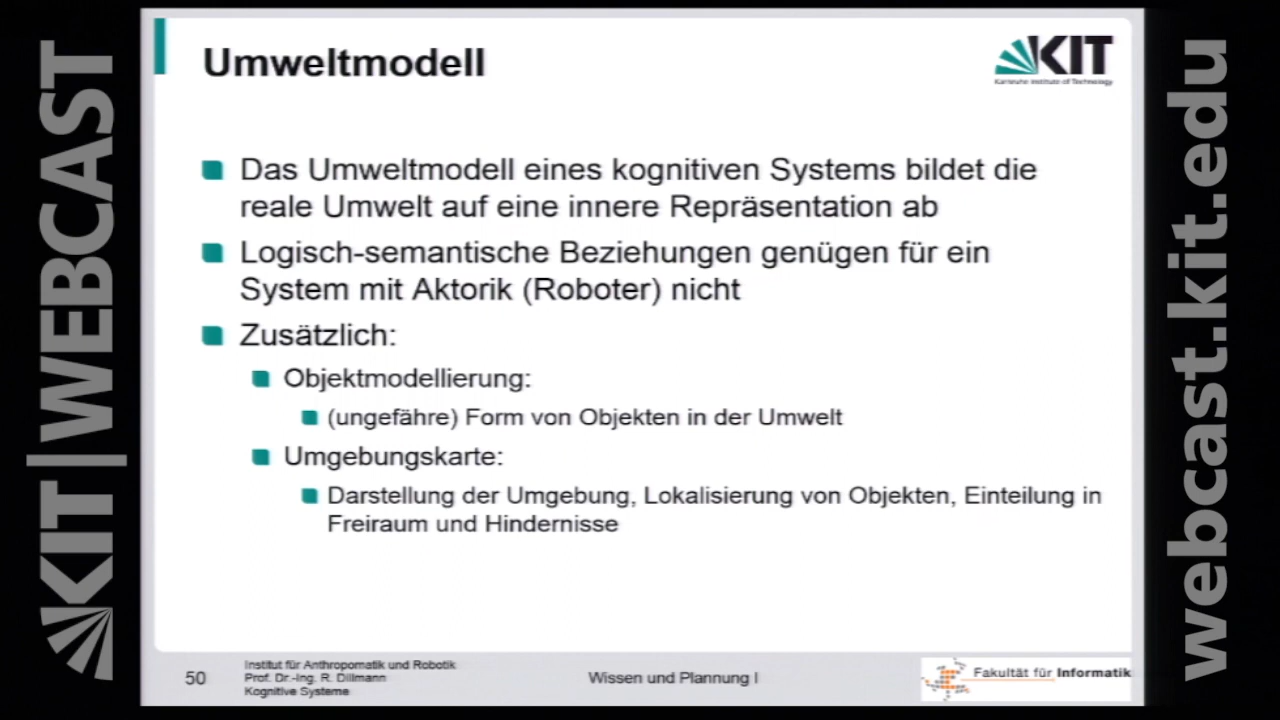 KIT|WEBCAST
Umweltmodell
KIT
Karlsruhe Institute of Technology
Das Umweltmodell eines kognitiven Systems bildet die
reale Umwelt auf eine innere Repräsentation ab
Logisch-semantische Beziehungen genügen für ein
System mit Aktorik (Roboter) nicht
Zusätzlich:
Objektmodellierung:
(ungefähre) Form von Objekten in der Umwelt
Umgebungskarte:
Darstellung der Umgebung, Lokalisierung von Objekten, Einteilung in
Freiraum und Hindernisse
50
Institut für Anthropomatik und Robotik
Prof. Dr.-Ing. R. Dillmann
Kognitive Systeme
Wissen und Planung I
Fakultät für Informatik
webcast.kit.edu